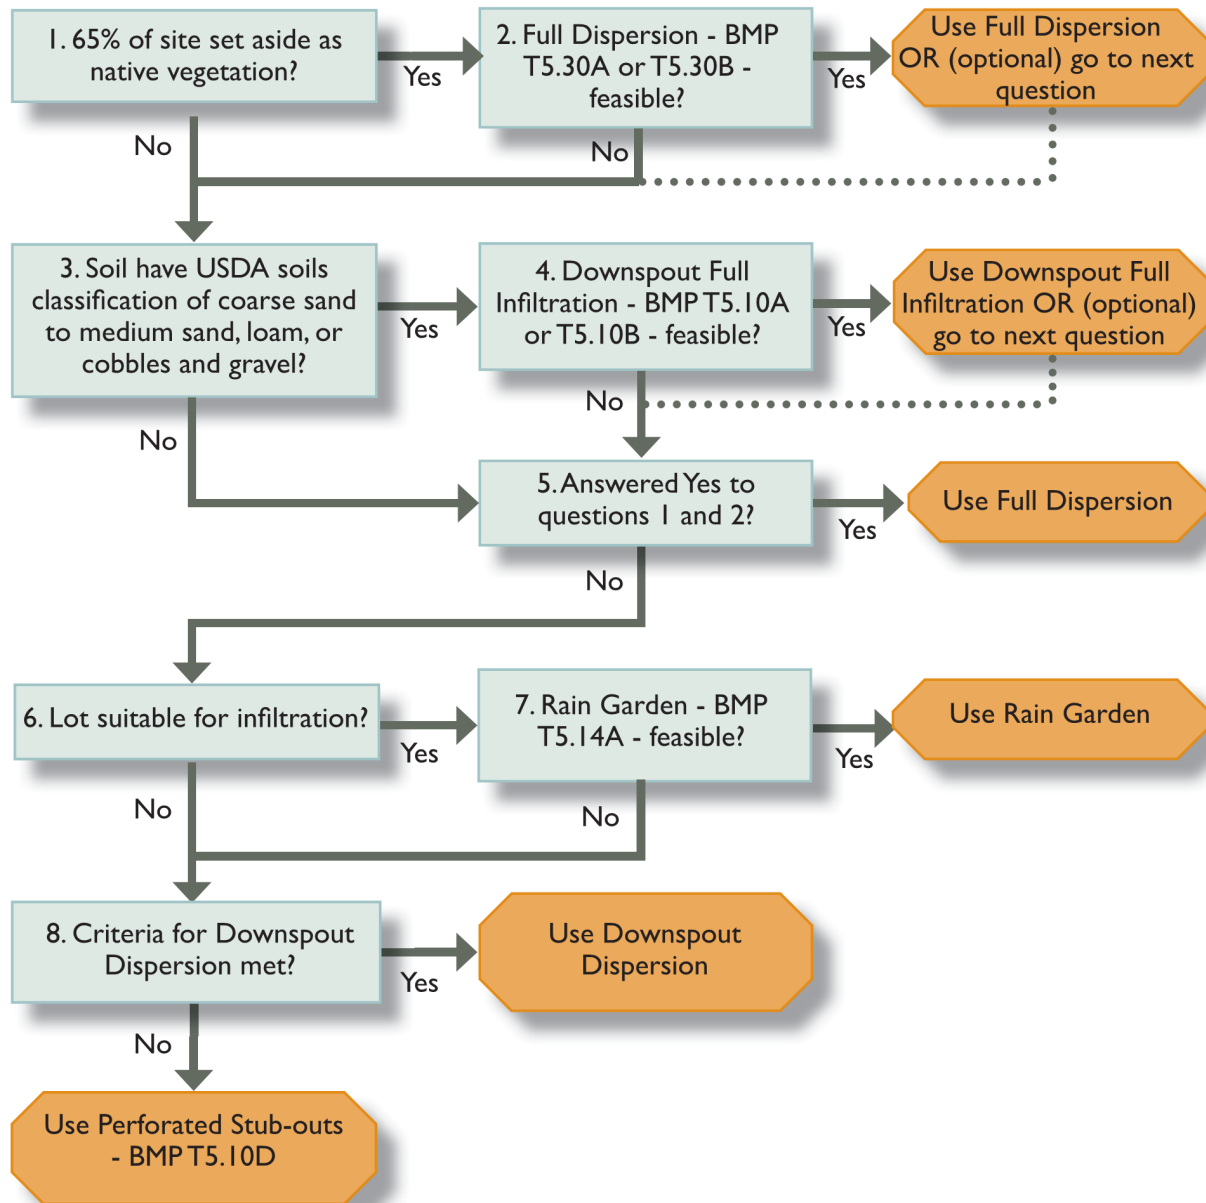 1. 65% of site set aside as
native vegetation?
Yes
2. Full Dispersion - BMP
T5.30A or T5.30B -
feasible?
Yes
Use Full Dispersion
OR (optional) go to next
question
No
No
3. Soil have USDA soils
classification of coarse sand
to medium sand, loam, or
cobbles and gravel?
Yes
4. Downspout Full
Infiltration - BMP T5.10A
or T5.10B - feasible?
Yes
Use Downspout Full
Infiltration OR (optional)
go to next question
No
No
5. Answered Yes to
questions 1 and 2?
Yes
Use Full Dispersion
No
6. Lot suitable for infiltration?
Yes
7. Rain Garden - BMP
T5.14A - feasible?
Yes
Use Rain Garden
No
No
8. Criteria for Downspout
Dispersion met?
Yes
Use Downspout
Dispersion
No
Use Perforated Stub-outs
- BMP T5.10D